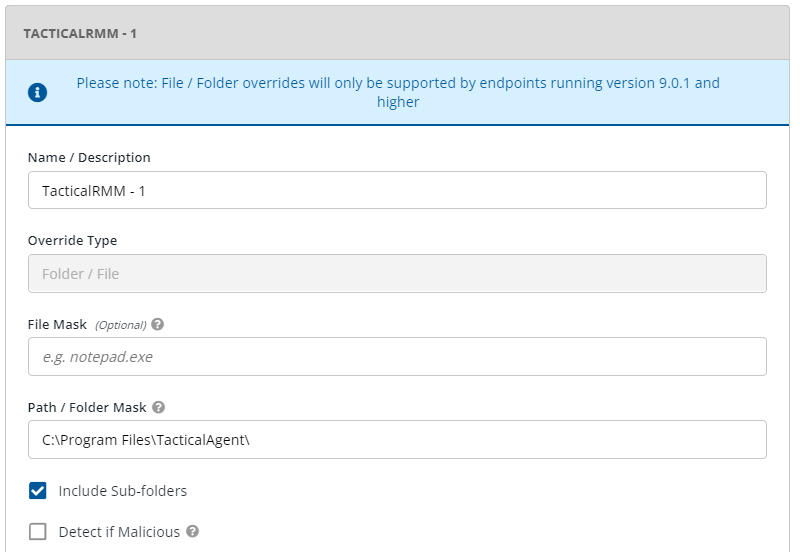 TACTICALRMM - 1
Please note: File / Folder overrides will only be supported by endpoints running version 9.0.1 and
higher
Name / Description
TacticalRMM - 1
Override Type
Folder / File
File Mask (Optional) ?
e.g. notepad.exe
Path / Folder Mask ?
C:\Program Files\TacticalAgent\
Include Sub-folders
Detect if Malicious ?